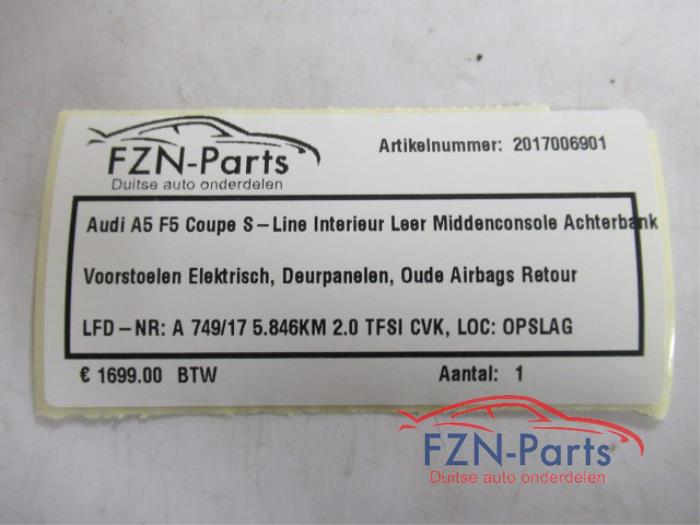 FZN-Parts
Duitse auto onderdelen
Artikelnummer: 2017006901
Audi A5 F5 Coupe S-Line Interieur Leer Middenconsole Achterbank
Voorstoelen Elektrisch, Deurpanelen, Oude Airbags Retour
LFD-NR: A 749/17 5.846KM 2.0 TFSI CVK, LOC: OPSLAG
€ 1699.00 BTW
Aantal: 1
FZN-Parts
Duitse auto onderdelen